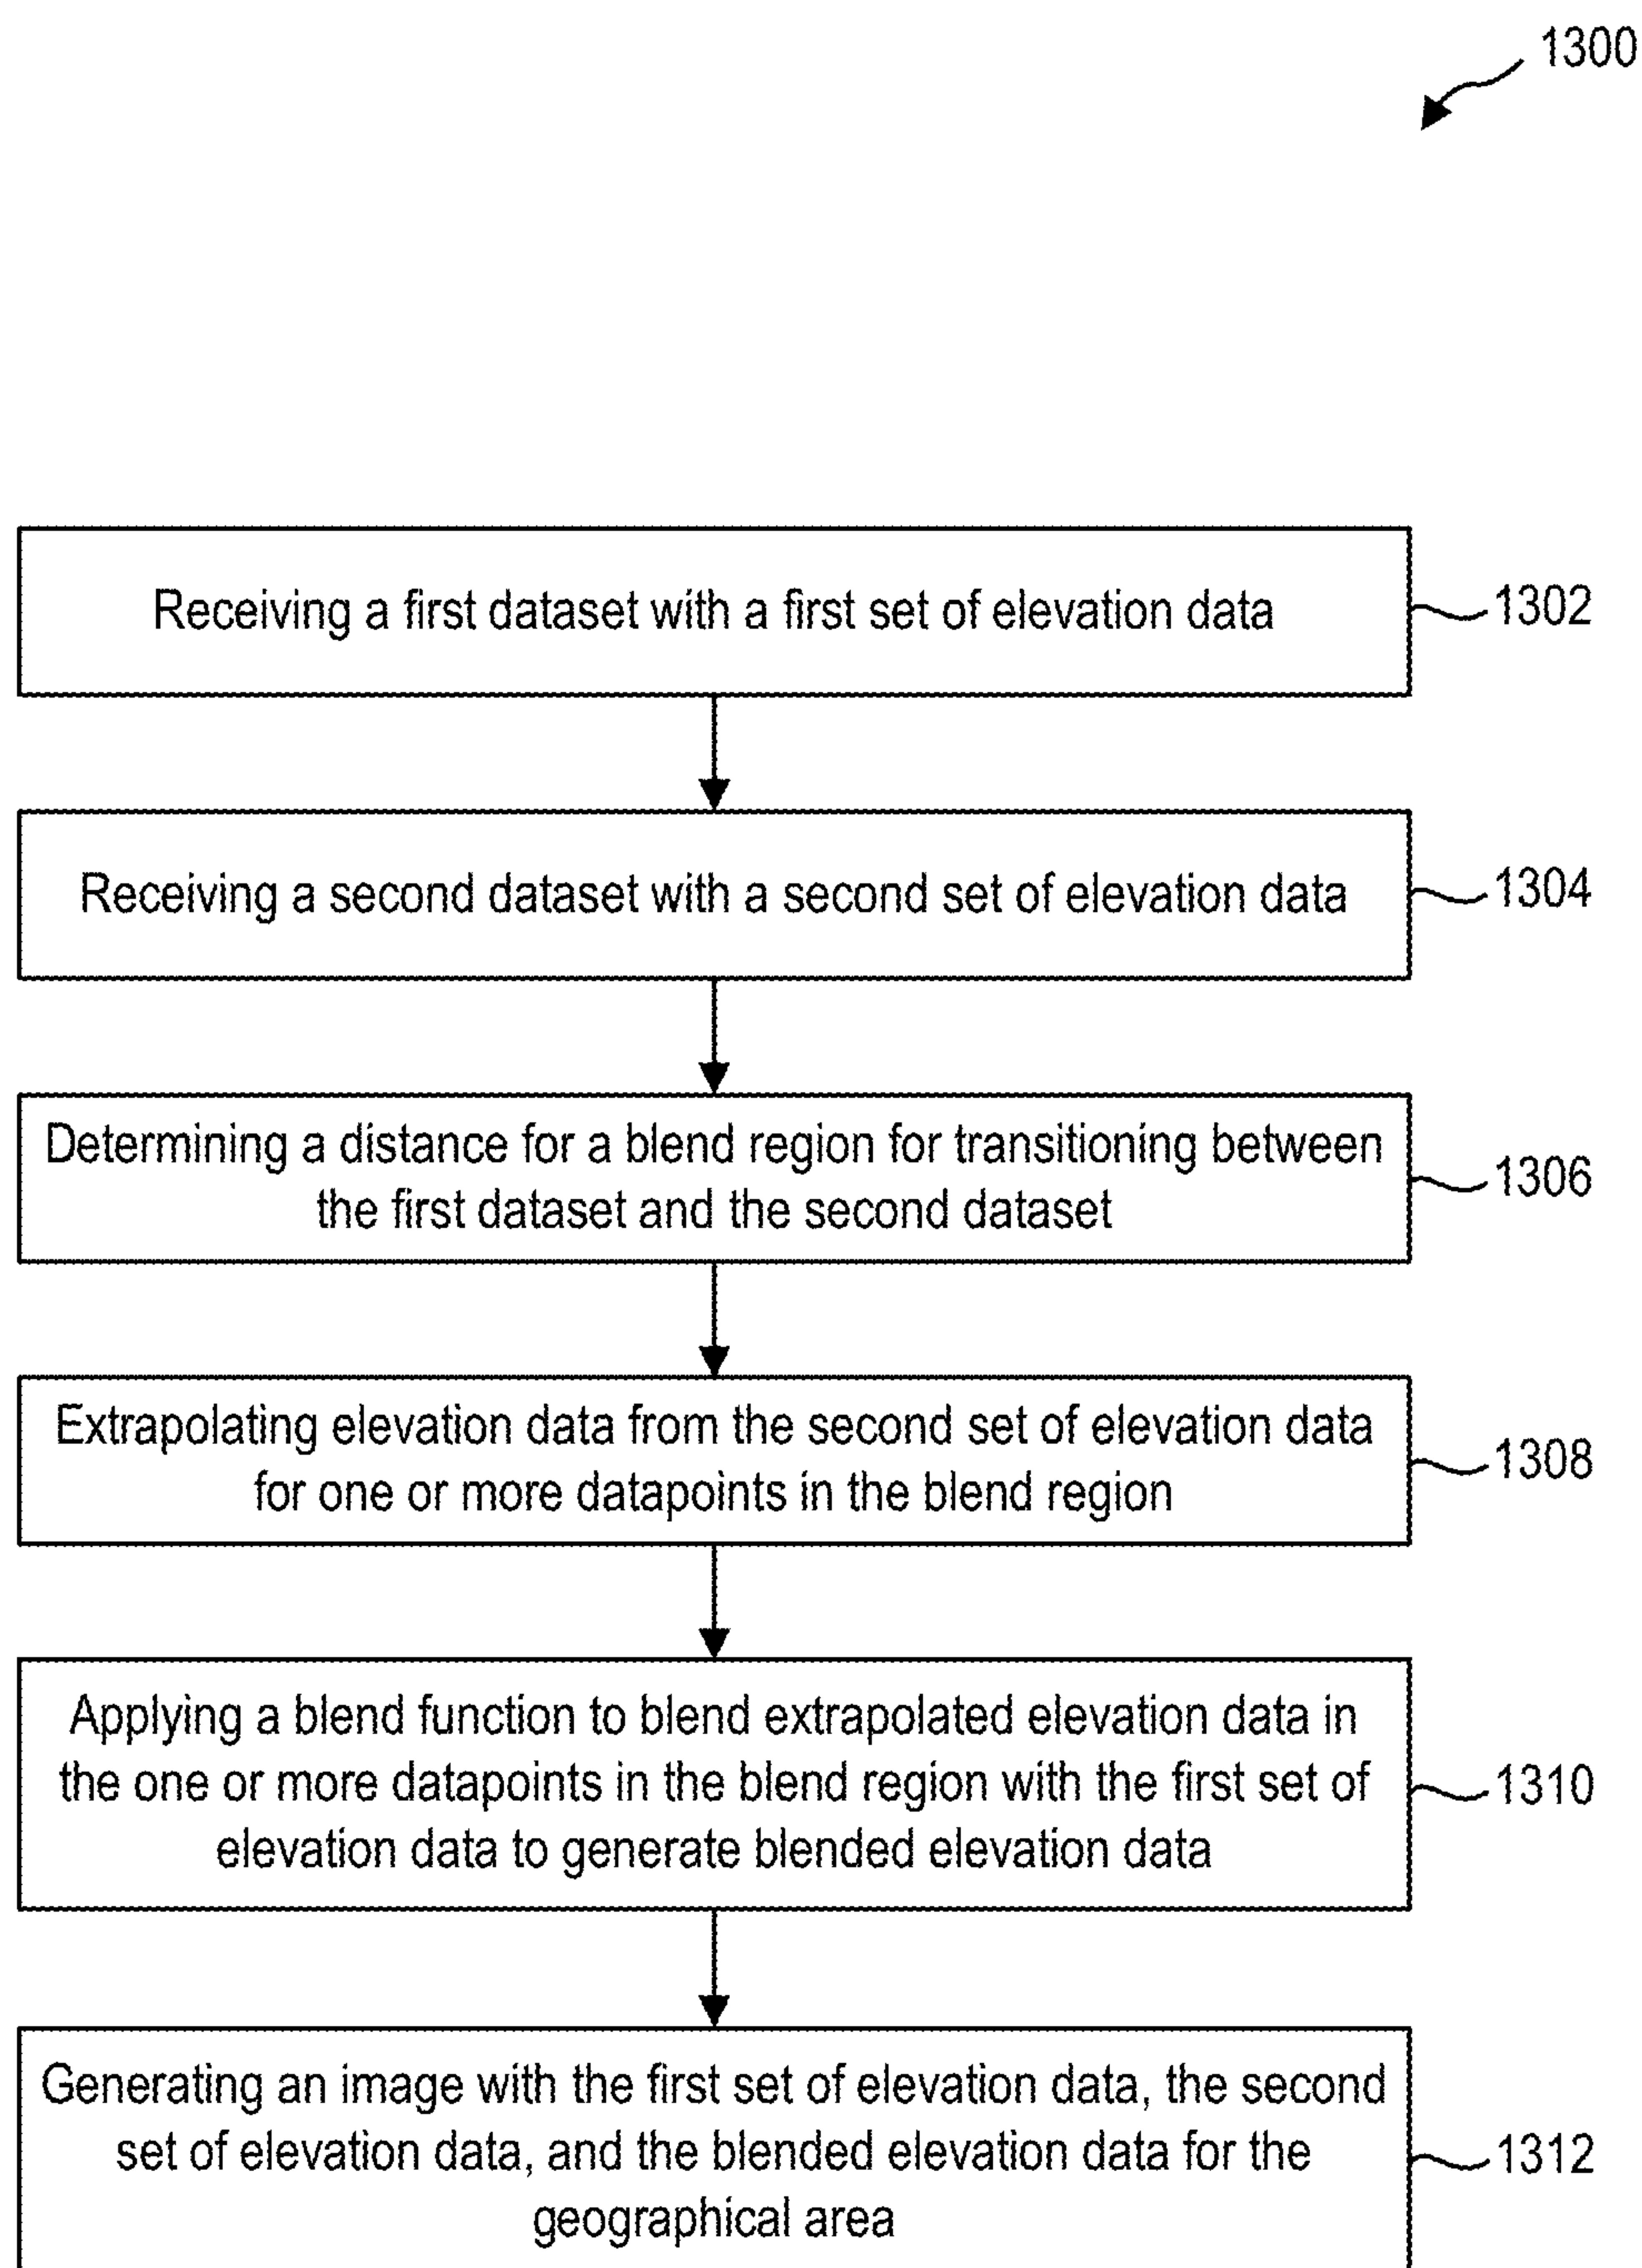 1300
Receiving a first dataset with a first set of elevation data
1302
Receiving a second dataset with a second set of elevation data
1304
Determining a distance for a blend region for transitioning between
the first dataset and the second dataset
1306
Extrapolating elevation data from the second set of elevation data
for one or more datapoints in the blend region
1308
Applying a blend function to blend extrapolated elevation data in
the one or more datapoints in the blend region with the first set of
elevation data to generate blended elevation data
1310
Generating an image with the first set of elevation data, the second
set of elevation data, and the blended elevation data for the
geographical area
1312